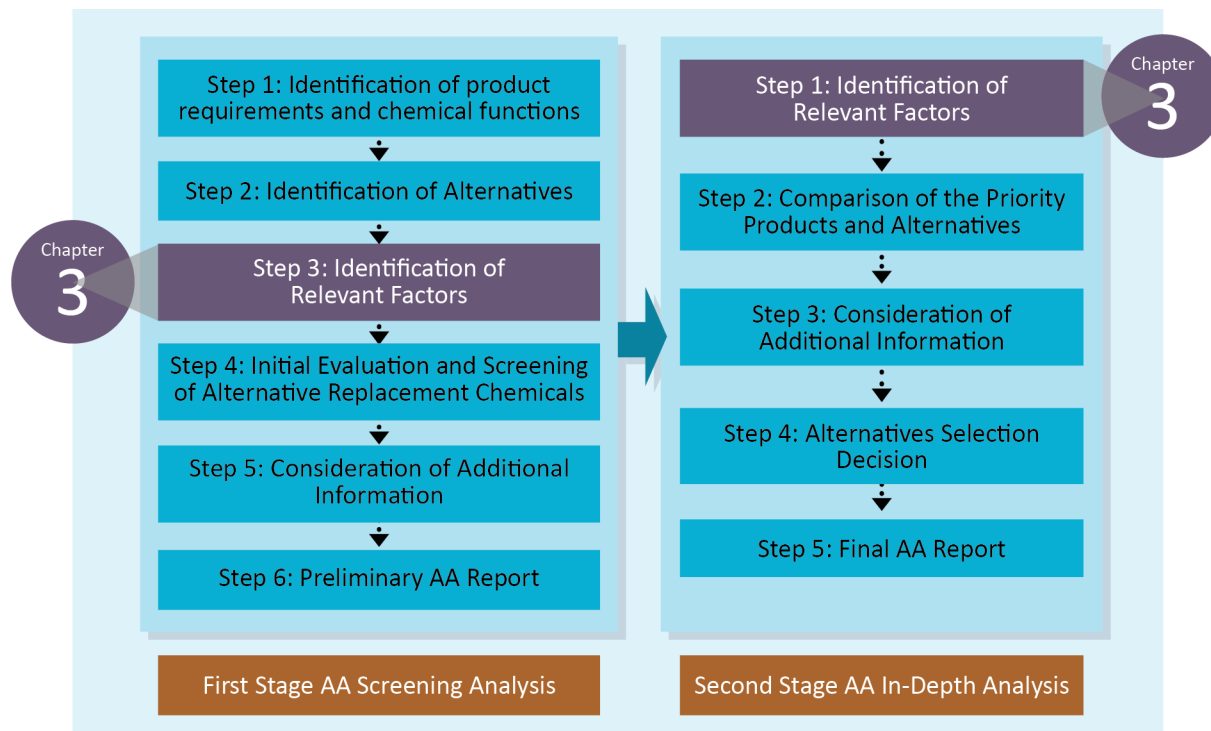 Step 1: Identification of product
requirements and chemical functions
Step 2: Identification of Alternatives
Chapter
3
Step 3: Identification of
Relevant Factors
Step 4: Initial Evaluation and Screening
of Alternative Replacement Chemicals
Step 5: Consideration of Additional
Information
Step 6: Preliminary AA Report
First Stage AA Screening Analysis
Step 1: Identification of
Relevant Factors
Chapter
3
Step 2: Comparison of the Priority
Products and Alternatives
Step 3: Consideration of
Additional Information
Step 4: Alternatives Selection
Decision
Step 5: Final AA Report
Second Stage AA In-Depth Analysis